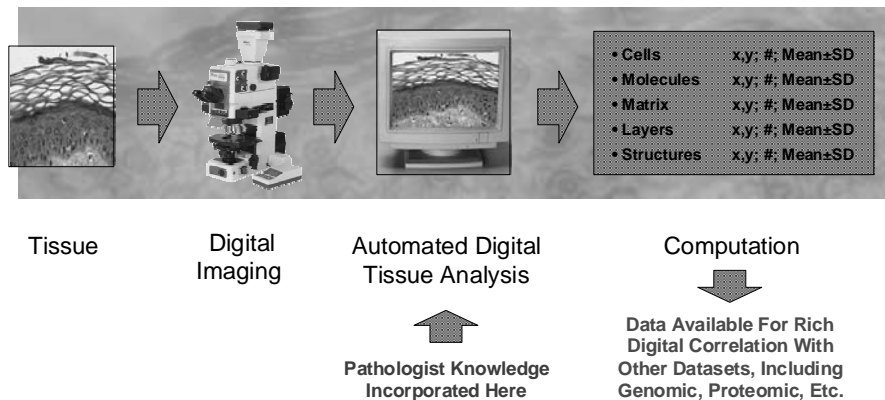 • Cells x,y; #; Mean±SD
• Molecules x,y; #; Mean±SD
• Matrix x,y; #; Mean±SD
• Layers x,y; #; Mean±SD
• Structures x,y; #; Mean±SD
Tissue
Digital
Imaging
Automated Digital
Tissue Analysis
Computation
Pathologist Knowledge
Incorporated Here
Data Available For Rich
Digital Correlation With
Other Datasets, Including
Genomic, Proteomic, Etc.